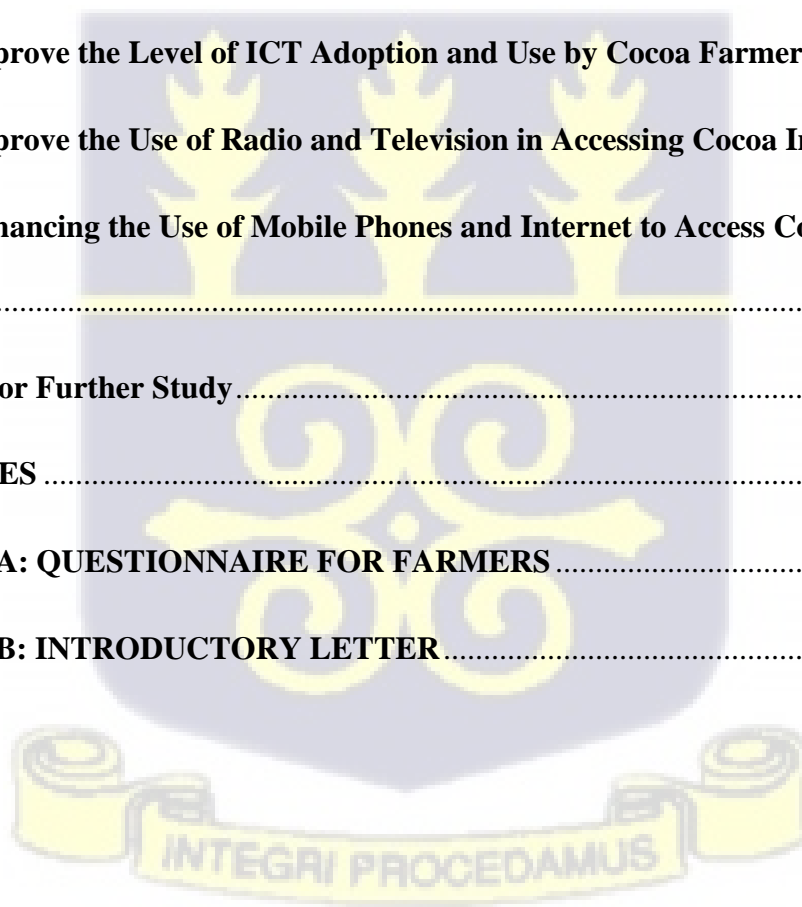 prove the Level of ICT Adoption and Use by Cocoa Farmer
prove the Use of Radio and Television in Accessing Cocoa In
hancing the Use of Mobile Phones and Internet to Access Co
................................................................................
or Further Study................................................................
ES ................................................................................
A: QUESTIONNAIRE FOR FARMERS ............................
B: INTRODUCTORY LETTER..........................................
INTEGRI PROCEDAMUS